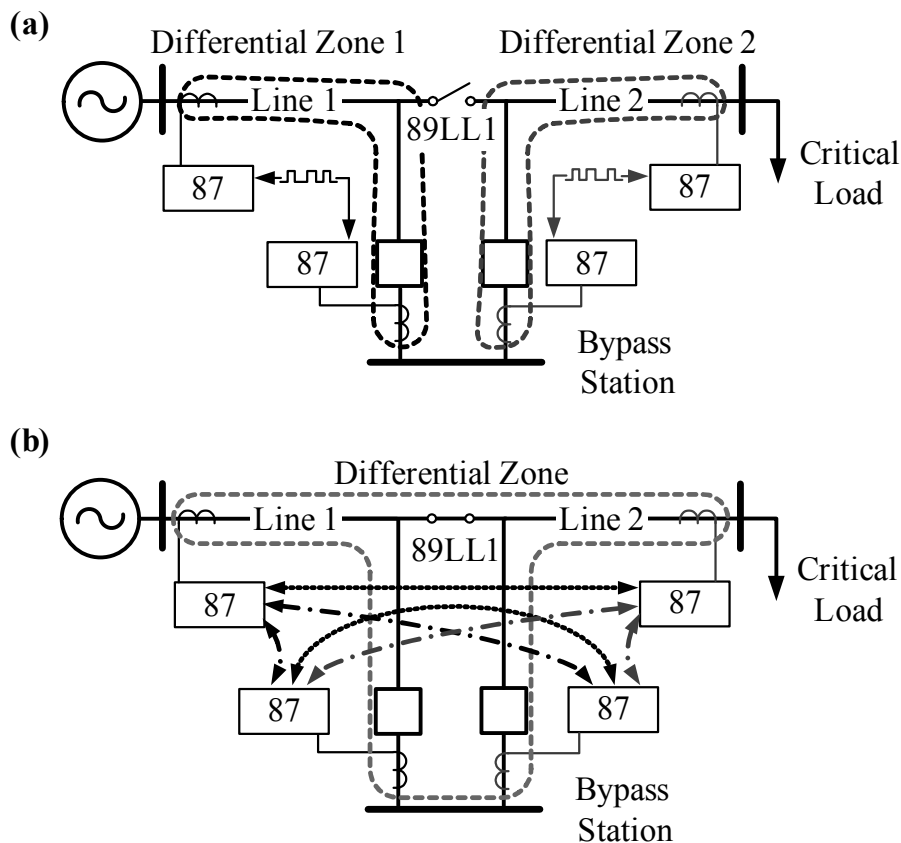 (a)
Differential Zone 1
Differential Zone 2
Line 1
89LL1
Line 2
87
87
87
87
Critical
Load
Bypass
Station
(b)
Differential Zone
Line 1
89LL1
Line 2
87
87
87
87
Critical
Load
Bypass
Station